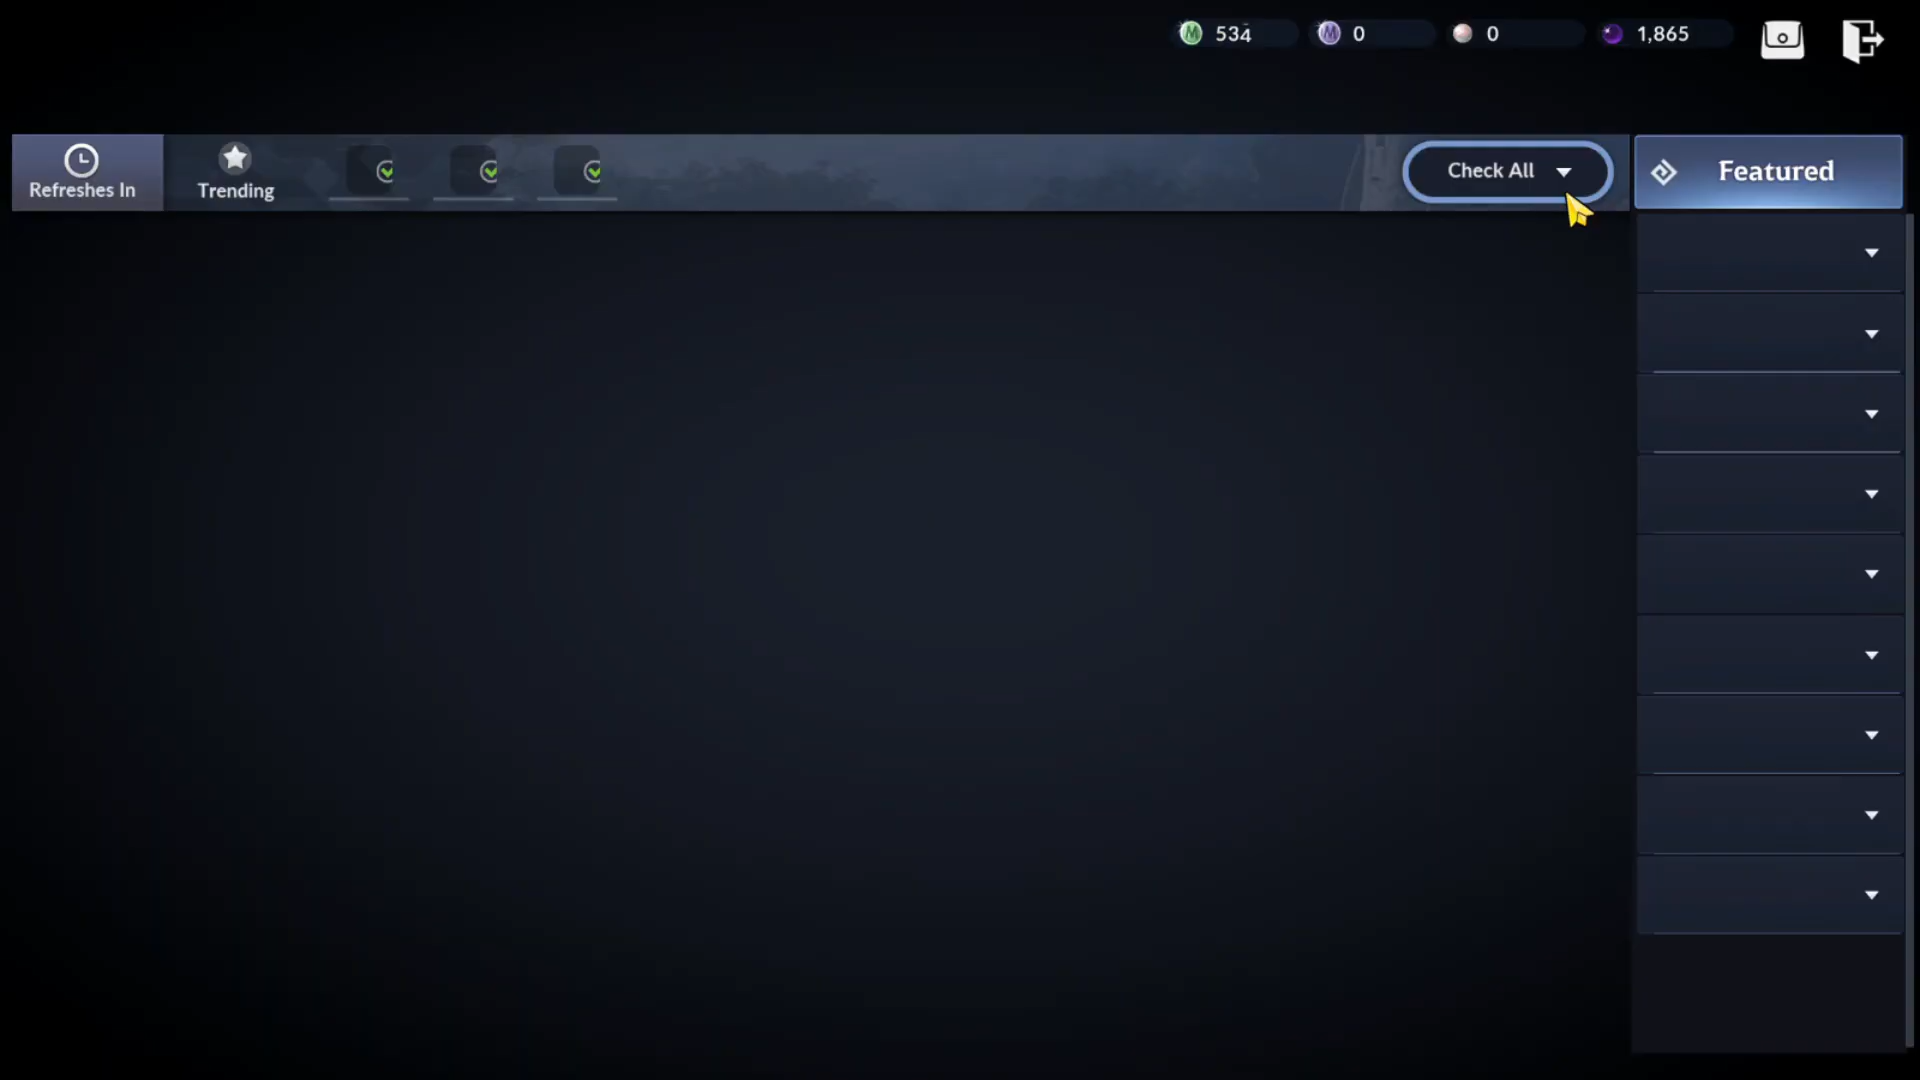 534 0 0 1,865
Refreshes In
Trending
Check All
Featured